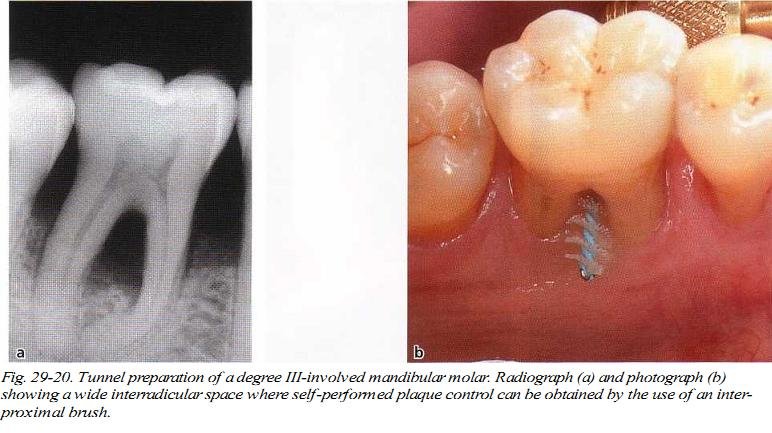 a
b
Fig. 29-20. Tunnel preparation of a degree III-involved mandibular molar. Radiograph (a) and photograph (b)
showing a wide interradicular space where self-performed plaque control can be obtained by the use of an inter-
proximal brush.